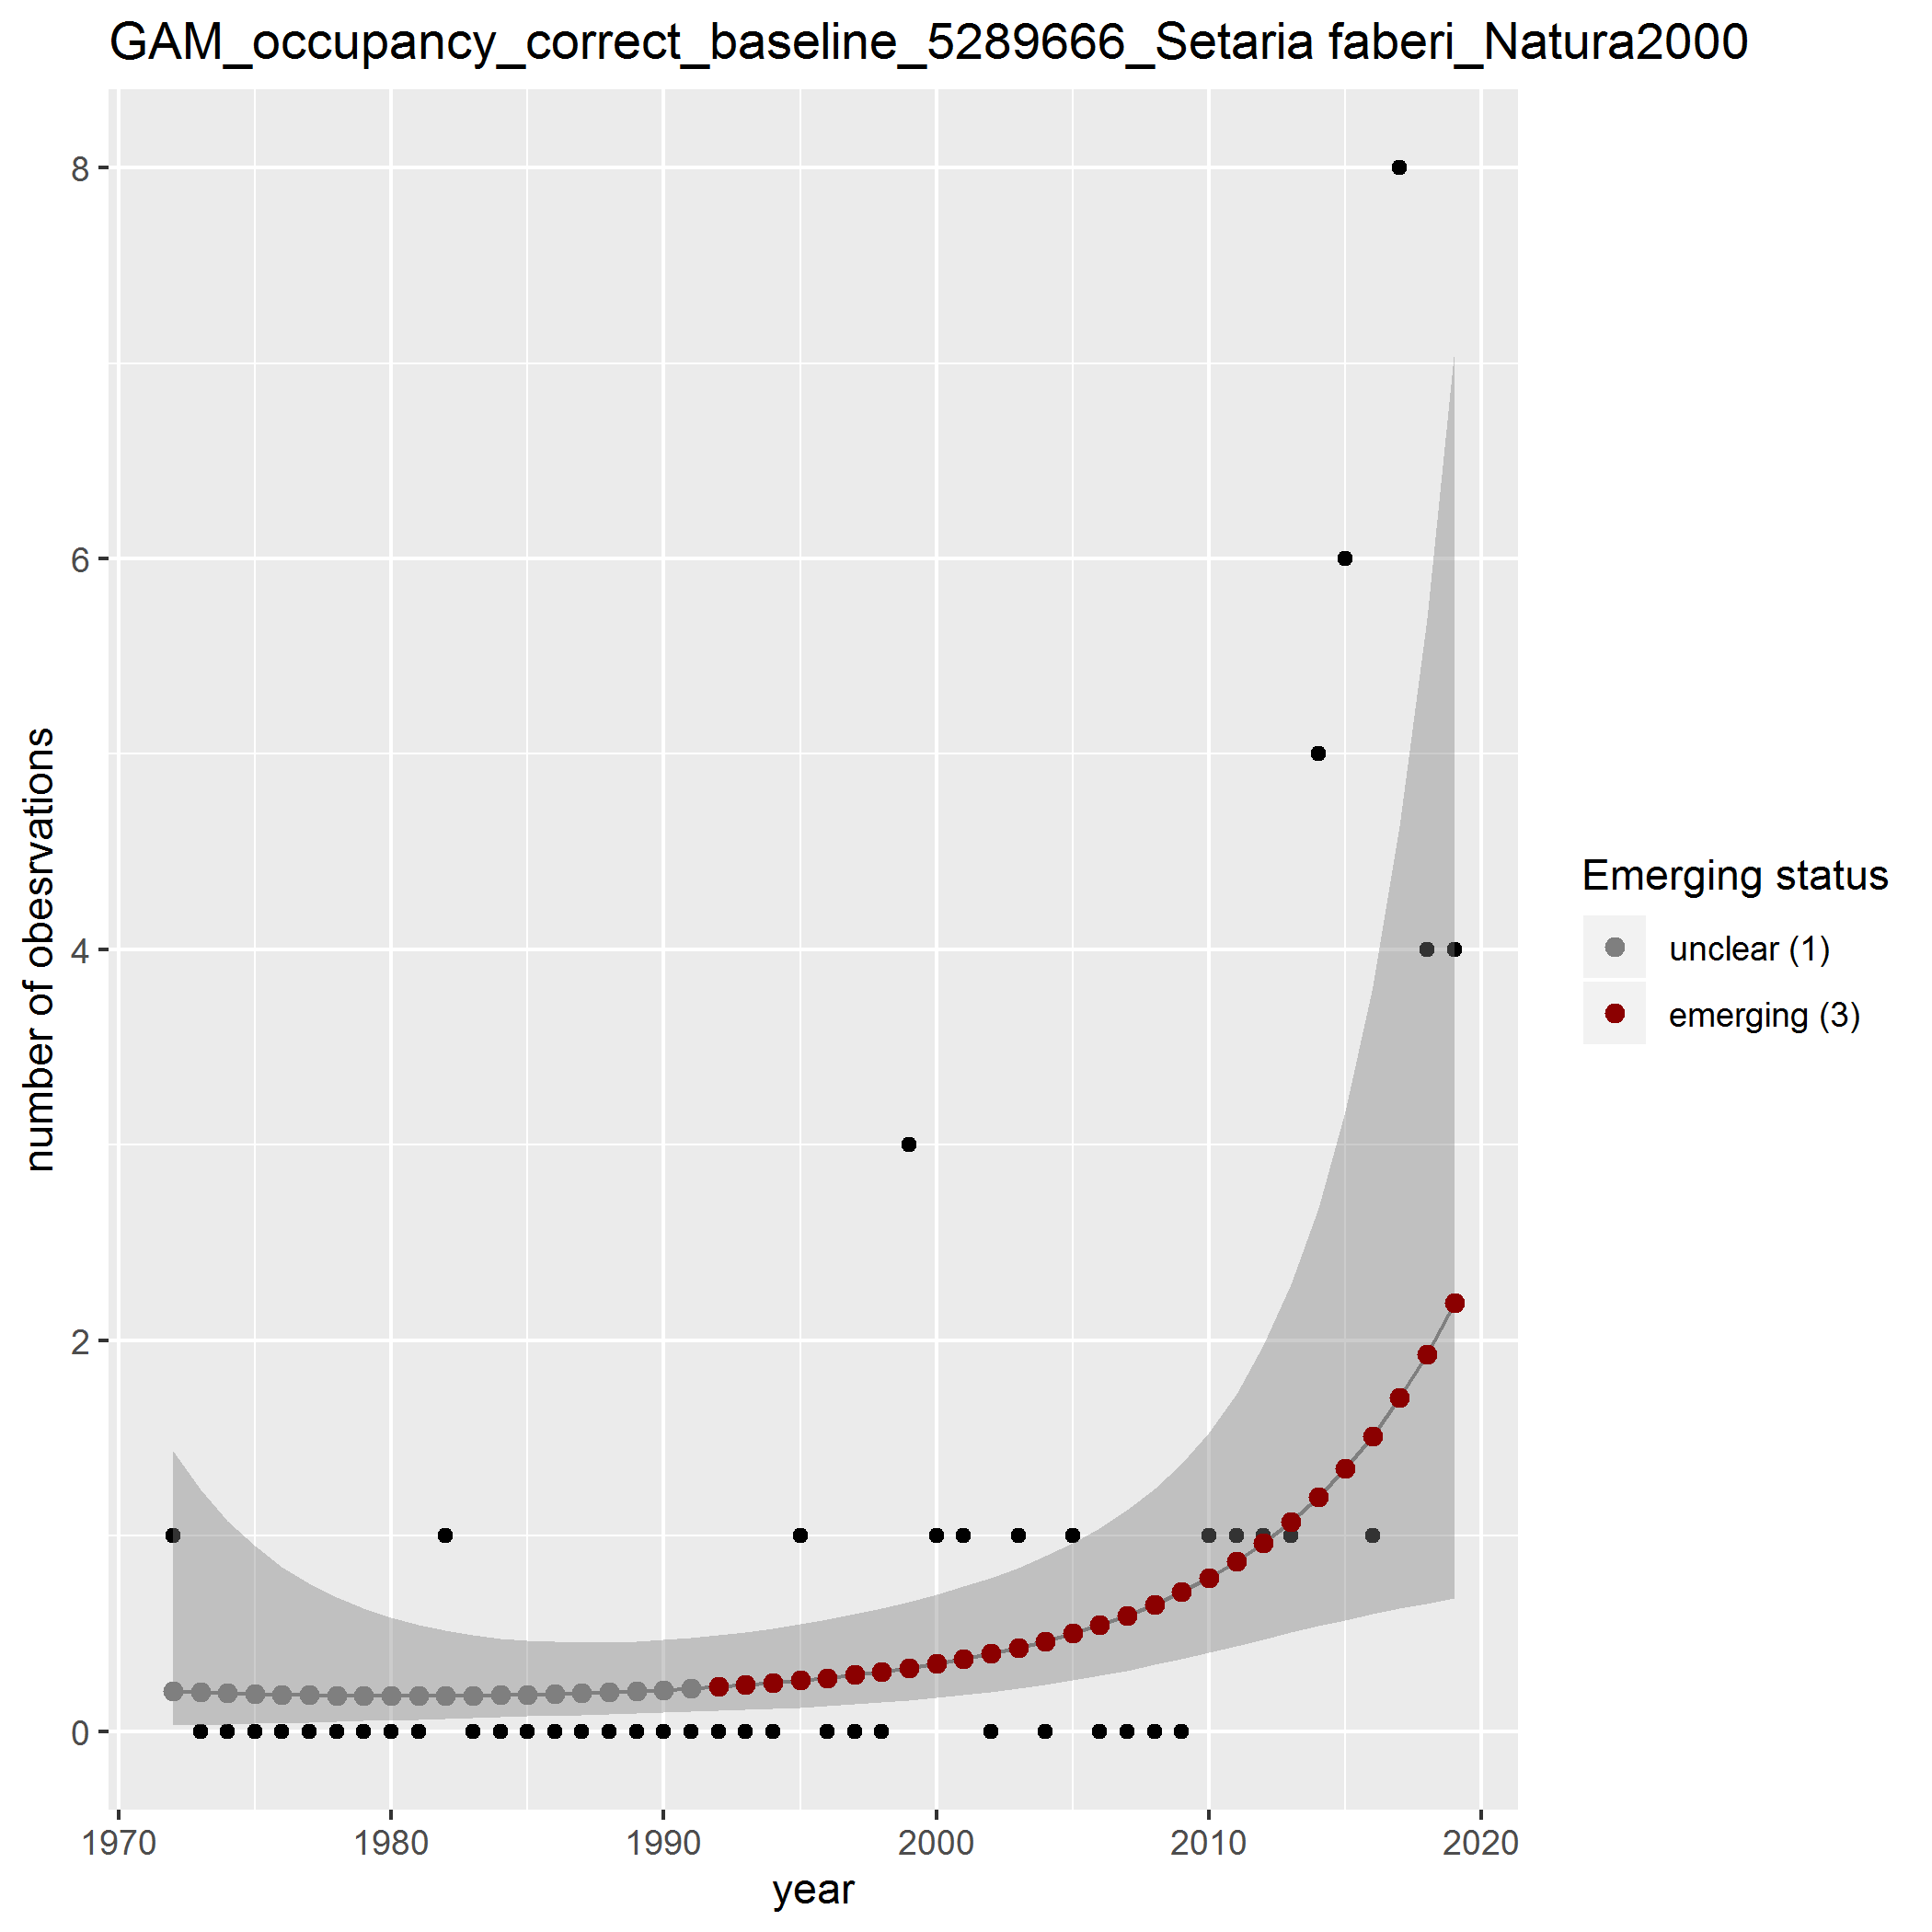 GAM_occupancy_correct_baseline_5289666_Setaria faberi_Natura2000
number of obesrvations
8
6
4
2
0
1970
1980
1990
2000
2010
2020
year
Emerging status
unclear (1)
emerging (3)